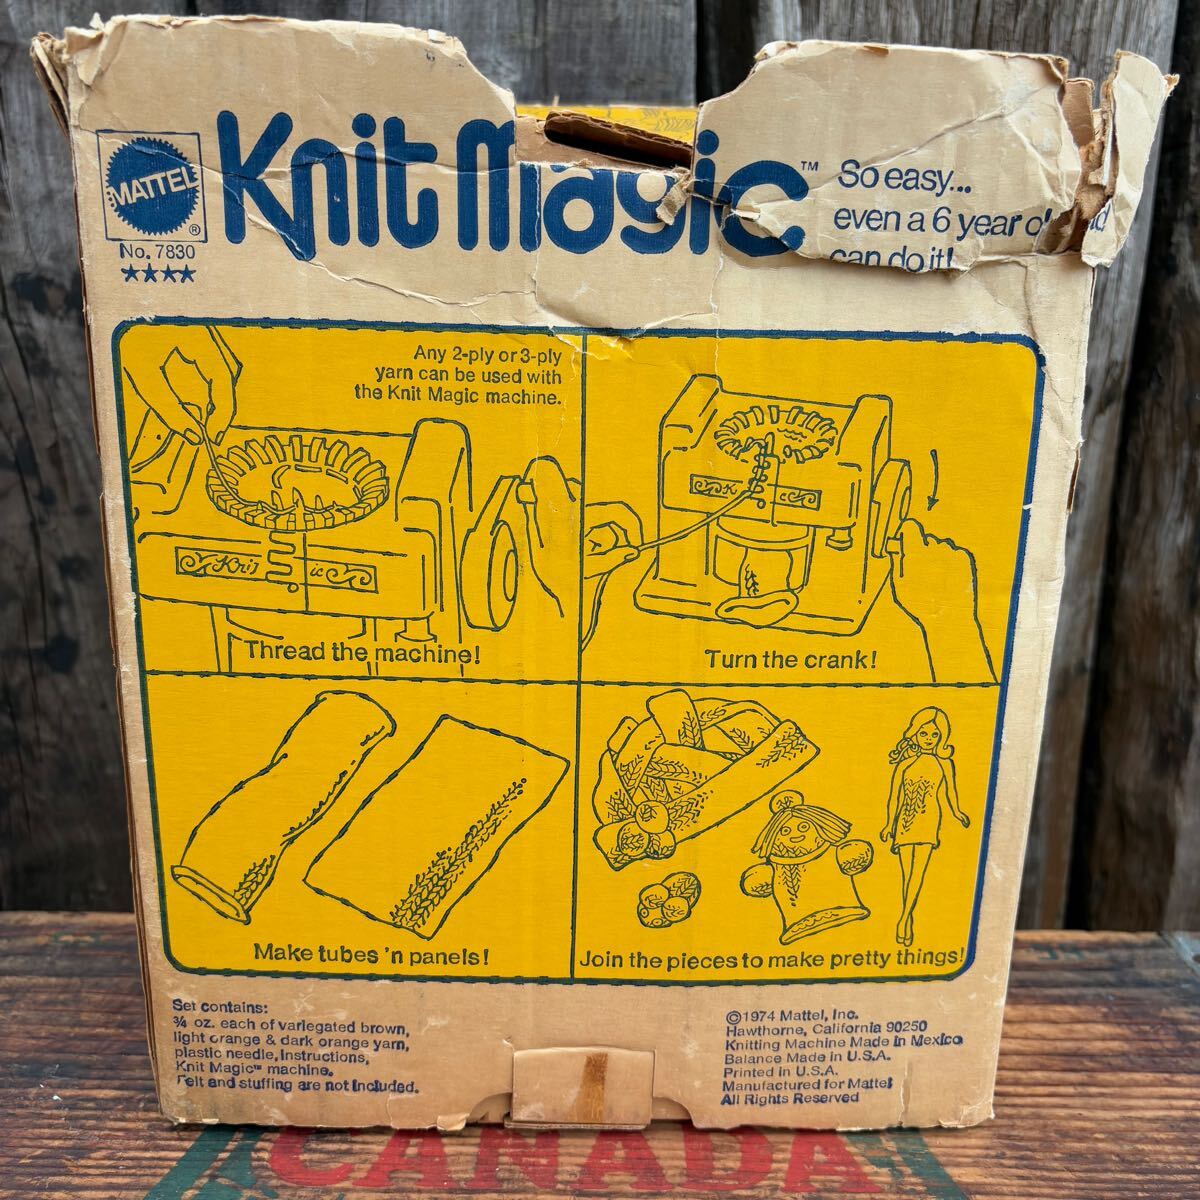 MATTEL
®
No. 7830
★★★★
Knit Magic™
So easy...
even a 6 year old
can do it!
Any 2-ply or 3-ply
yarn can be used with
the Knit Magic machine.
Thread the machine!
Turn the crank!
Make tubes 'n panels!
Join the pieces to make pretty things!
Set contains:
¾ oz. each of variegated brown,
light orange & dark orange yarn,
plastic needle, Instructions,
Knit Magic™ machine.
Felt and stuffing are not included.
©1974 Mattel, Inc.
Hawthorne, California 90250
Knitting Machine Made in Mexico
Balance Made in U.S.A.
Printed in U.S.A.
Manufactured for Mattel
All Rights Reserved
CANADA